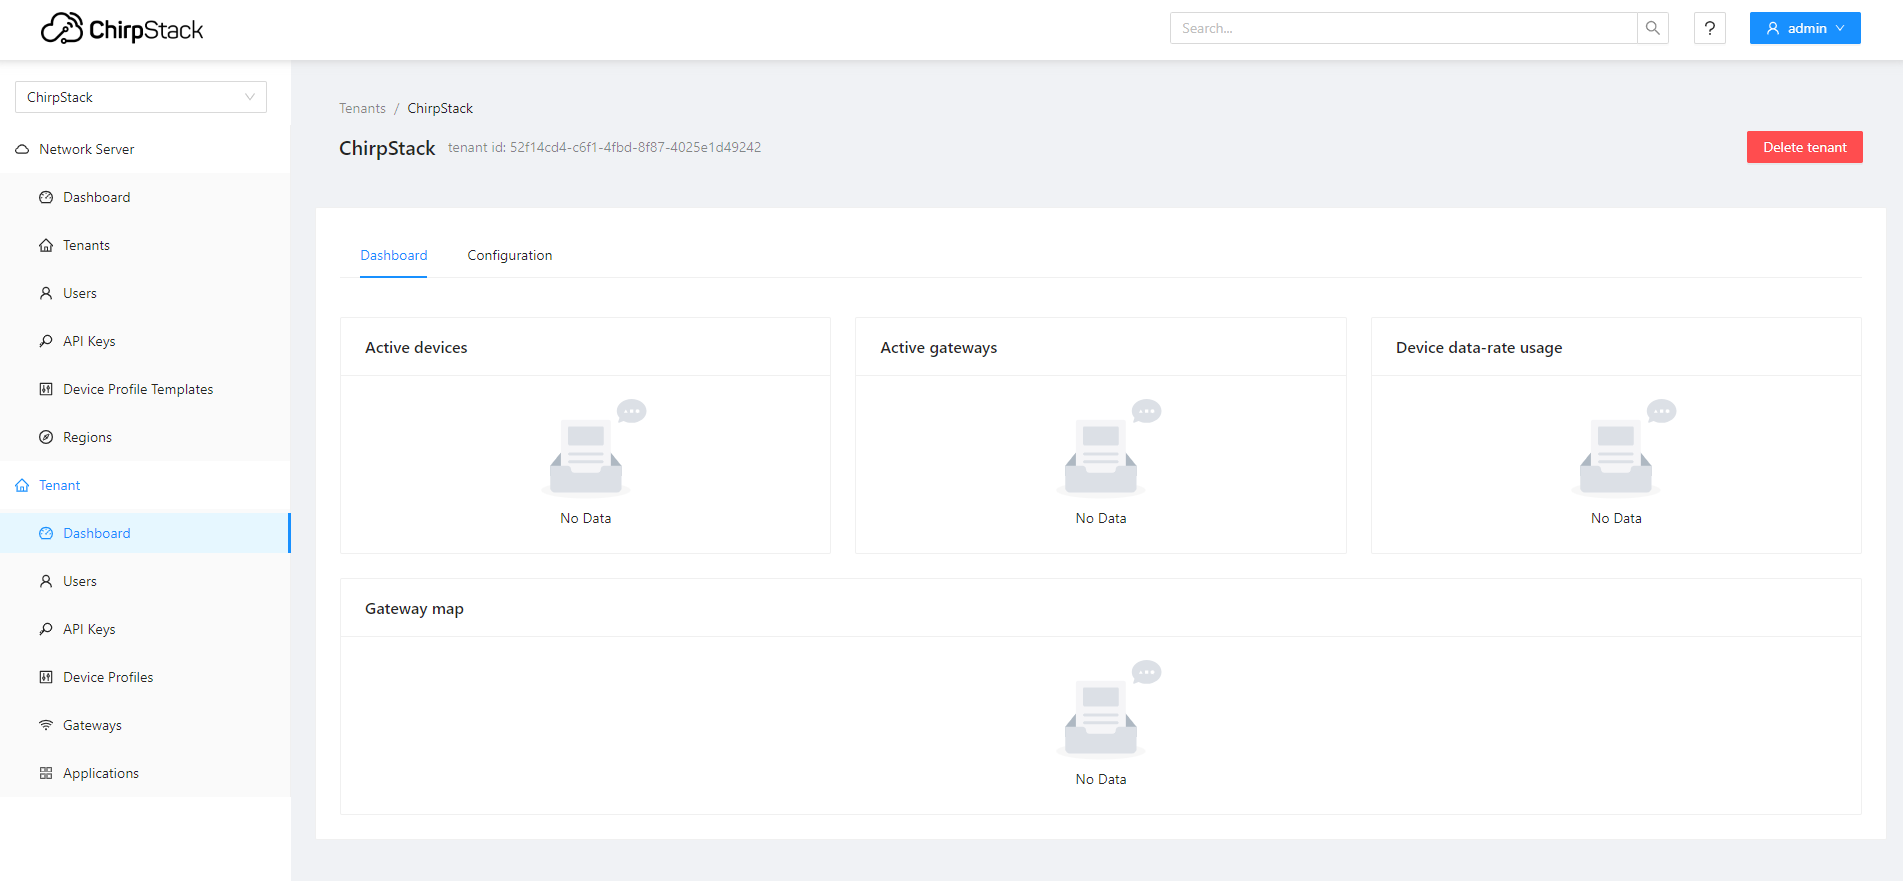 ChirpStack
Search...
?
admin
ChirpStack
Network Server
Dashboard
Tenants
Users
API Keys
Device Profile Templates
Regions
Tenant
Dashboard
Users
API Keys
Device Profiles
Gateways
Applications
Tenants / ChirpStack
ChirpStack tenant id: 52f14cd4-c6f1-4fbd-8f87-4025e1d49242
Delete tenant
Dashboard
Configuration
Active devices
No Data
Active gateways
No Data
Device data-rate usage
No Data
Gateway map
No Data